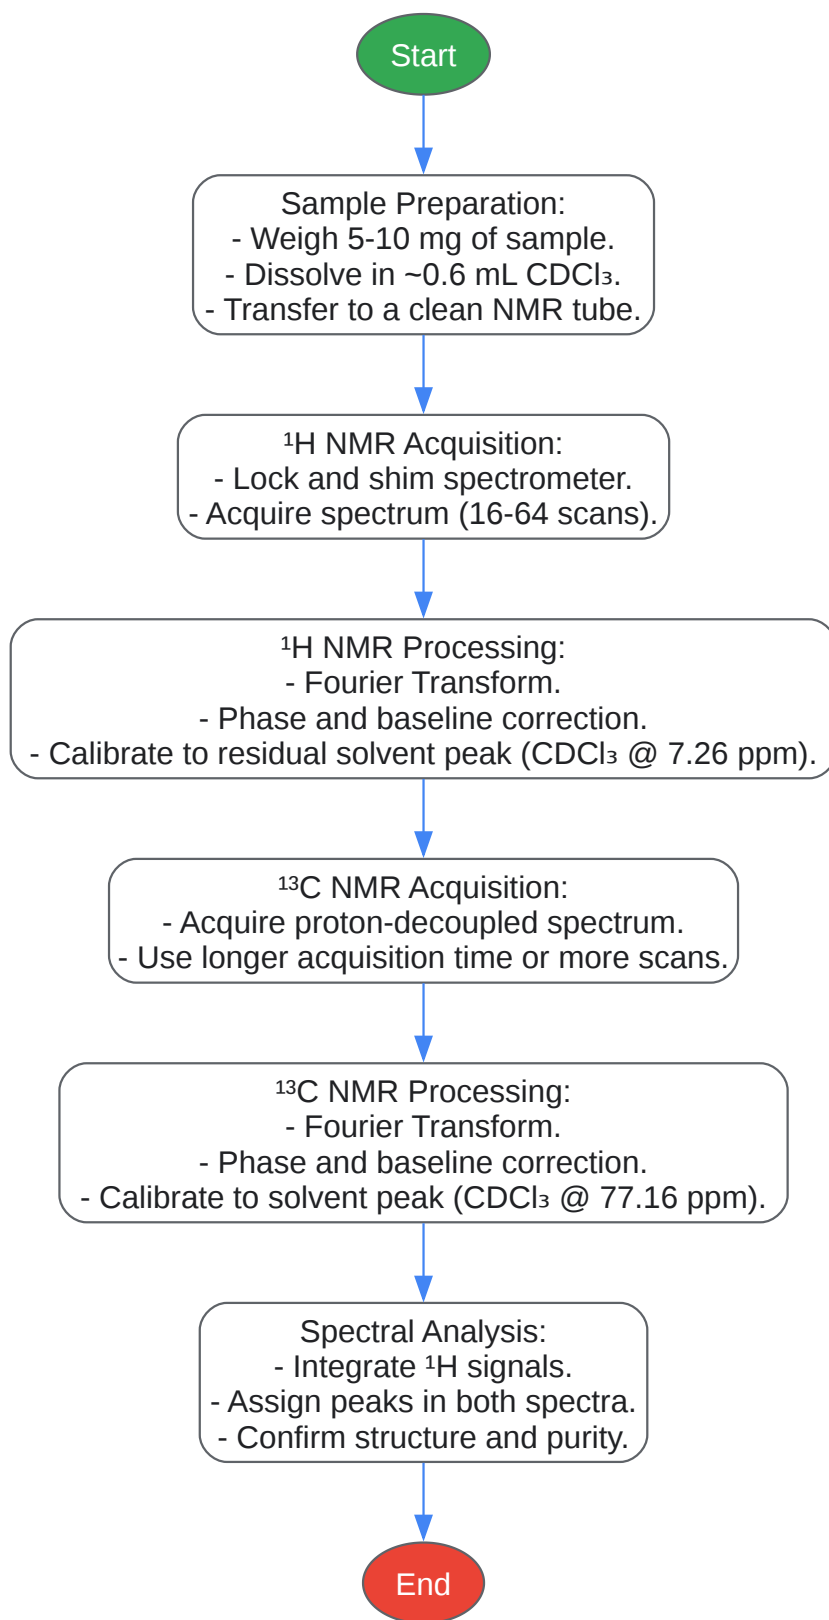 Start
Sample Preparation:
- Weigh 5-10 mg of sample.
- Dissolve in ~0.6 mL CDCl₃.
- Transfer to a clean NMR tube.
¹H NMR Acquisition:
- Lock and shim spectrometer.
- Acquire spectrum (16-64 scans).
¹H NMR Processing:
- Fourier Transform.
- Phase and baseline correction.
- Calibrate to residual solvent peak (CDCl₃ @ 7.26 ppm).
¹³C NMR Acquisition:
- Acquire proton-decoupled spectrum.
- Use longer acquisition time or more scans.
¹³C NMR Processing:
- Fourier Transform.
- Phase and baseline correction.
- Calibrate to solvent peak (CDCl₃ @ 77.16 ppm).
Spectral Analysis:
- Integrate ¹H signals.
- Assign peaks in both spectra.
- Confirm structure and purity.
End